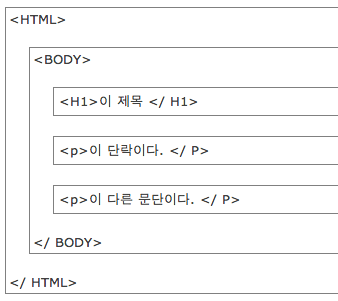 <HTML>
<BODY>
<H1>이 제목 </ H1>
<p>이 단락이다. </ P>
<p>이 다른 문단이다. </ P>
</ BODY>
</ HTML>